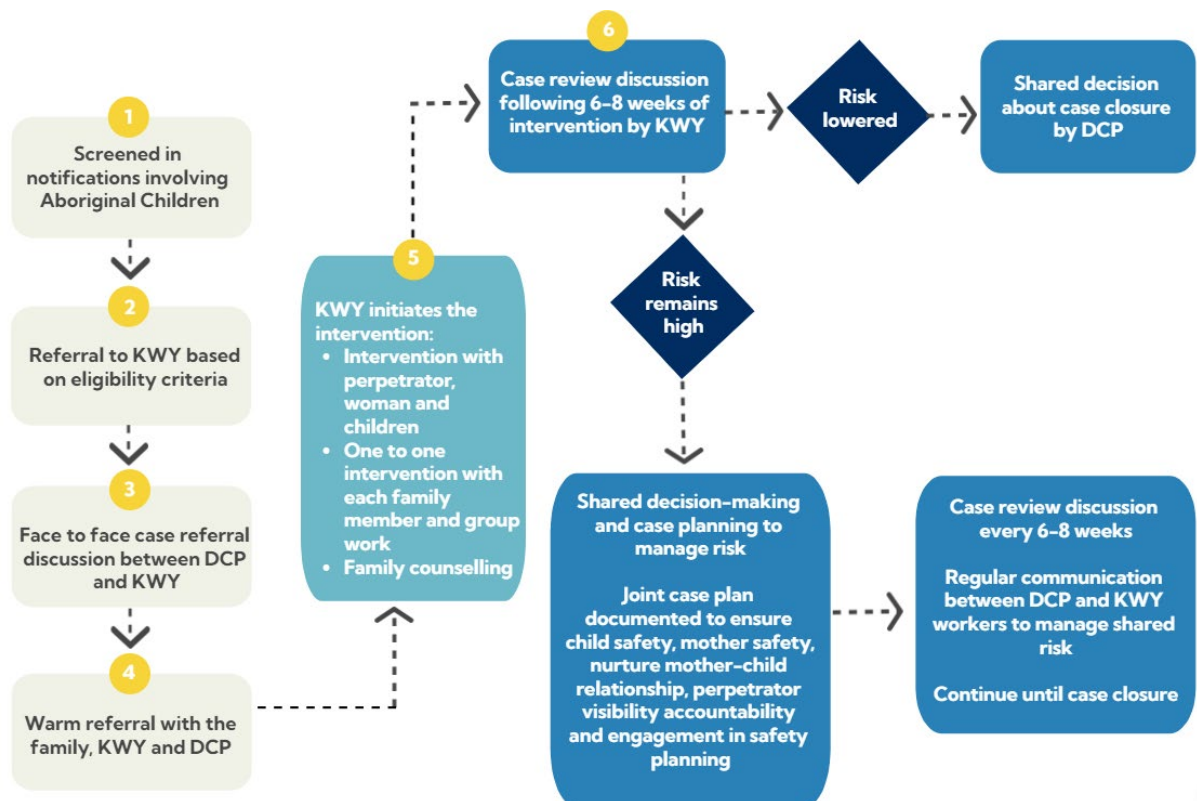 1
Screened in
notifications involving
Aboriginal Children
2
Referral to KWY based
on eligibility criteria
3
Face to face case referral
discussion between DCP
and KWY
4
Warm referral with the
family, KWY and DCP
5
KWY initiates the
intervention:
• Intervention with
perpetrator,
woman and
children
• One to one
intervention with
each family
member and group
work
• Family counselling
6
Case review discussion
following 6-8 weeks of
intervention by KWY
Risk
lowered
Shared decision
about case closure
by DCP
Risk
remains
high
Shared decision-making
and case planning to
manage risk
Joint case plan
documented to ensure
child safety, mother safety,
nurture mother-child
relationship, perpetrator
visibility accountability
and engagement in safety
planning
Case review discussion
every 6-8 weeks
Regular communication
between DCP and KWY
workers to manage shared
risk
Continue until case closure